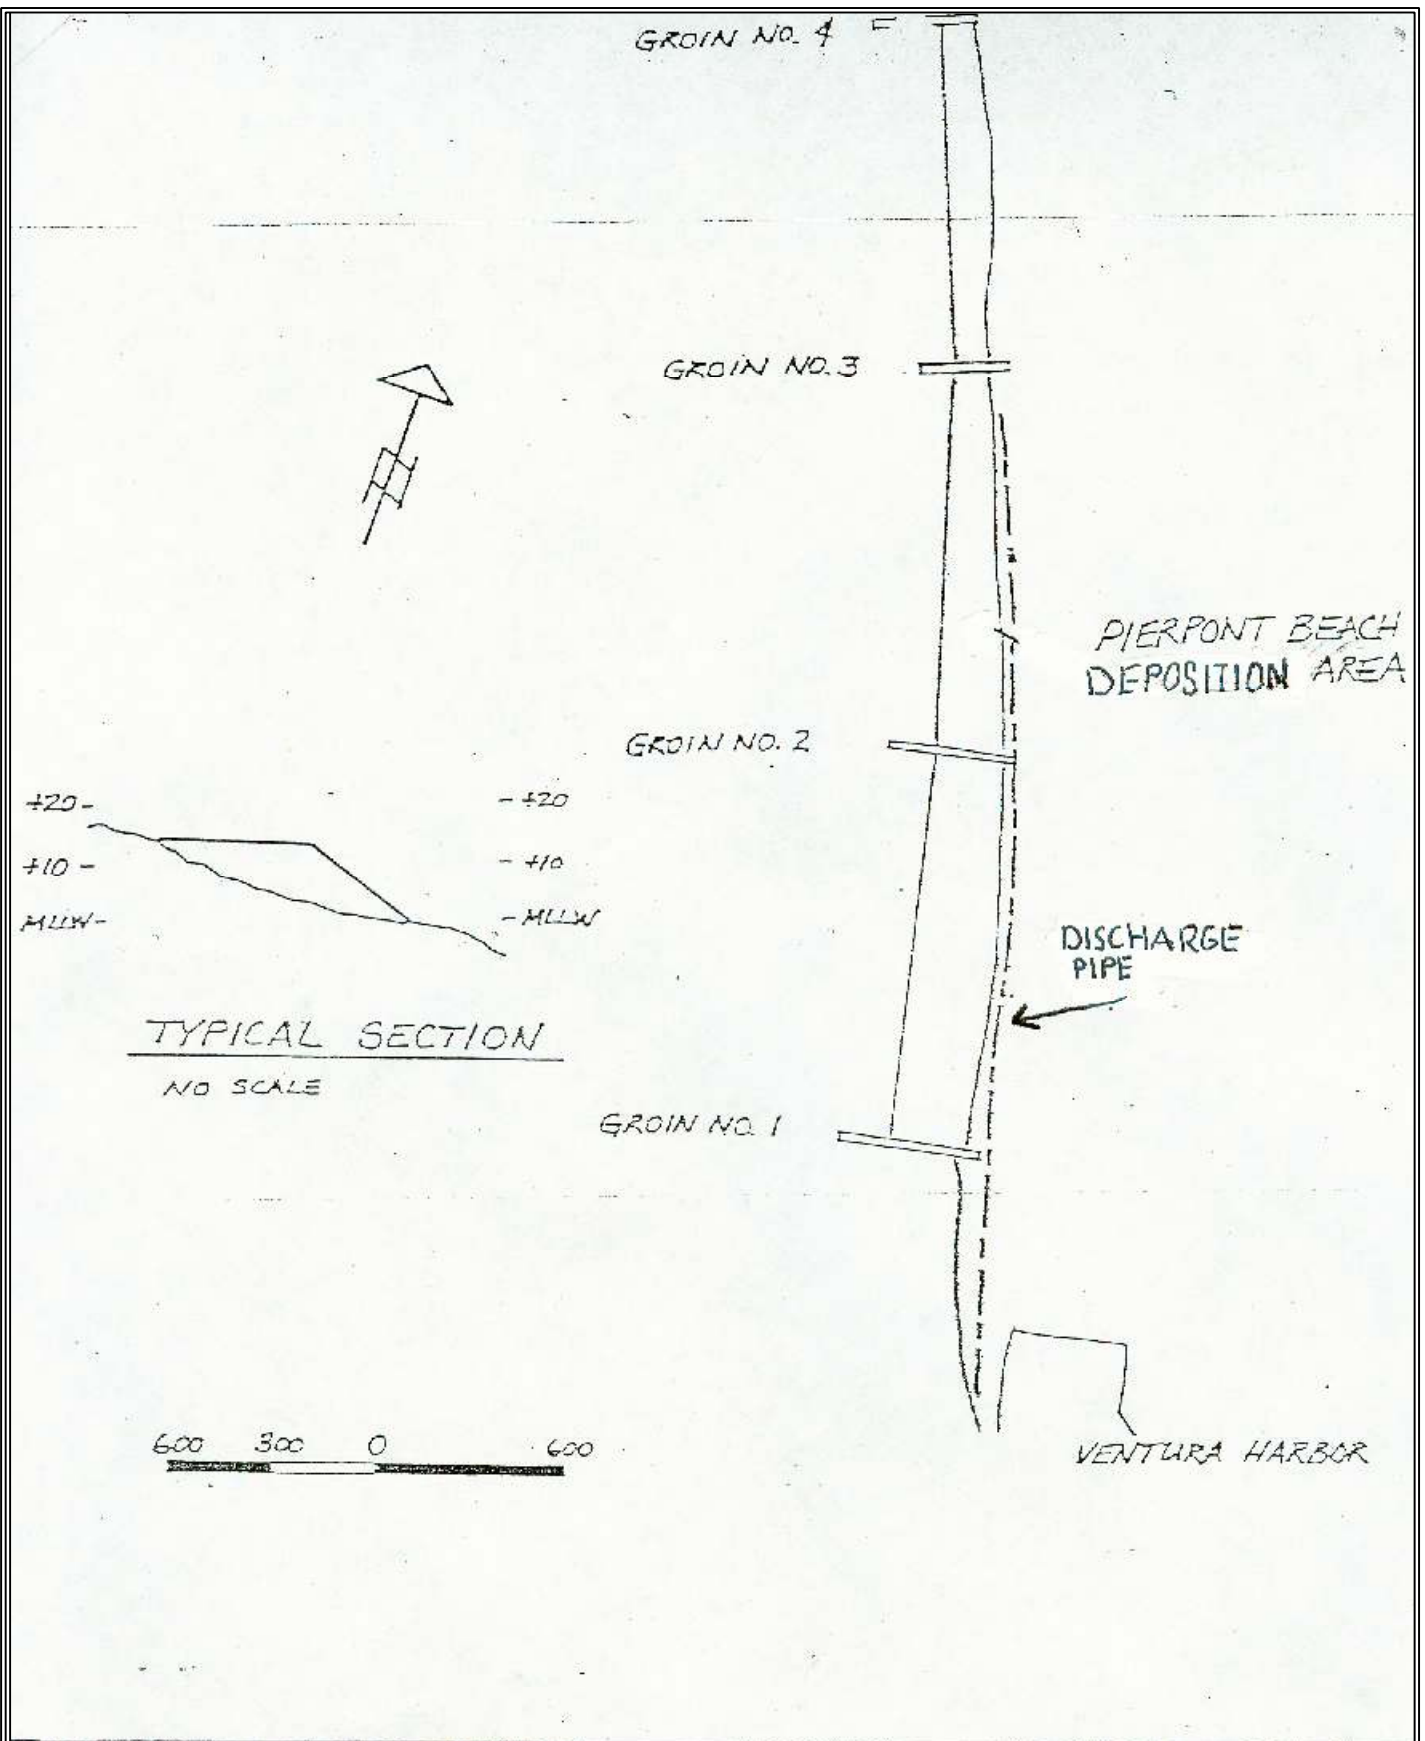 GROIN NO. 4
GROIN NO. 3
PIERPONT BEACH
DEPOSITION AREA
GROIN NO. 2
+20- -+20
+10- -+10
MLLW- -MLLW
DISCHARGE
PIPE
TYPICAL SECTION
NO SCALE
GROIN NO. 1
600 300 0 600
VENTURA HARBOR